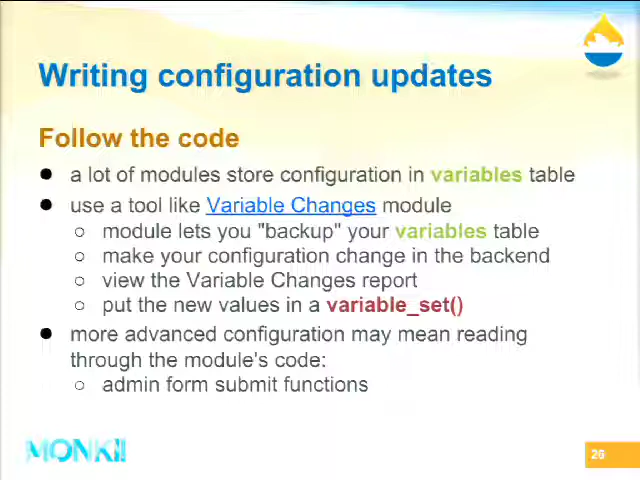 Writing configuration updates
Follow the code
● a lot of modules store configuration in variables table
● use a tool like Variable Changes module
○ module lets you "backup" your variables table
○ make your configuration change in the backend
○ view the Variable Changes report
○ put the new values in a variable_set()
● more advanced configuration may mean reading
through the module's code:
○ admin form submit functions
MONKii
26